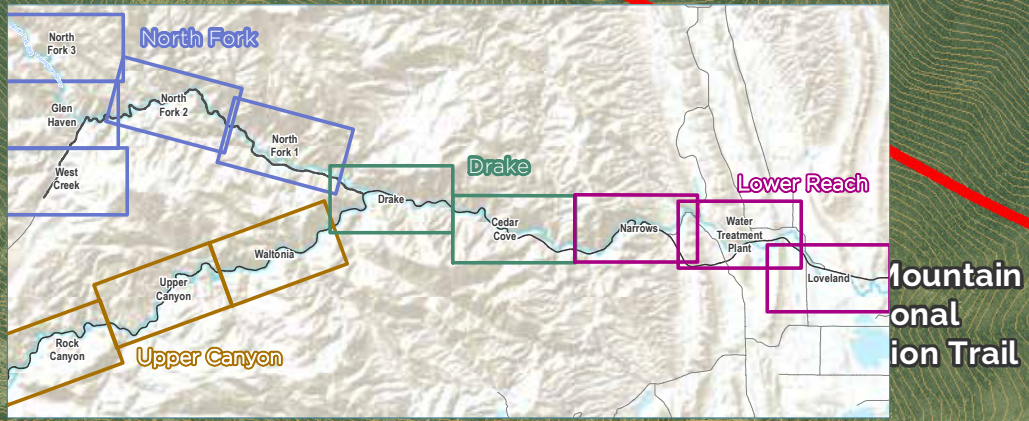 North
Fork 3
North Fork
Glen
Haven
North
Fork 2
North
Fork 1
West
Creek
Drake
Drake
Lower Reach
Cedar
Cove
Narrows
Water
Treatment
Plant
Loveland
Waltonia
Upper
Canyon
Rock
Canyon
Upper Canyon
Mountain
onal
ion Trail